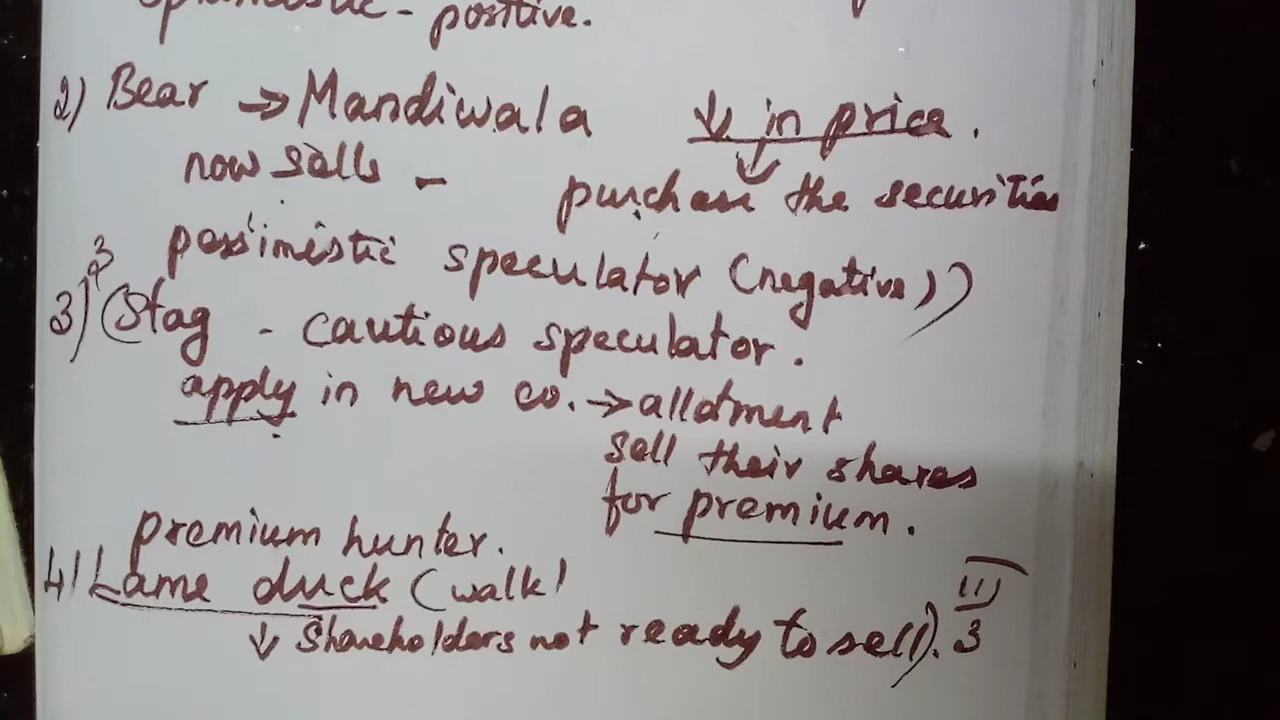 optimistic - positive.
2) Bear → Mandiwala ↓ in price.
now sells - ↓ purchase the securities
pessimistic speculator (negative))
3) 3 (Stag - cautious speculator.
apply in new co. → allotment
sell their shares
for premium.
premium hunter.
4) Lame duck (walk)
↓ shareholders not ready to sell). III
3